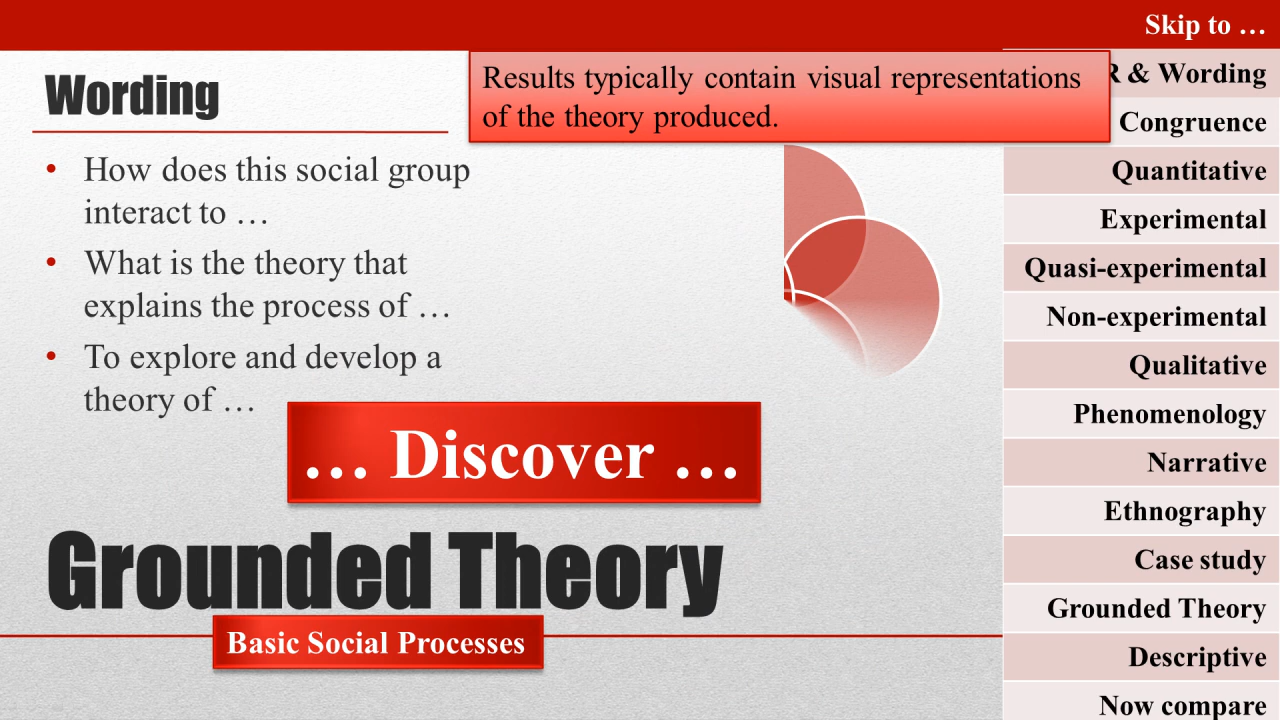 Skip to …
Wording
Results typically contain visual representations
of the theory produced.
• How does this social group
interact to …
• What is the theory that
explains the process of …
• To explore and develop a
theory of …
… Discover …
Grounded Theory
Basic Social Processes
& Wording
Congruence
Quantitative
Experimental
Quasi-experimental
Non-experimental
Qualitative
Phenomenology
Narrative
Ethnography
Case study
Grounded Theory
Descriptive
Now compare